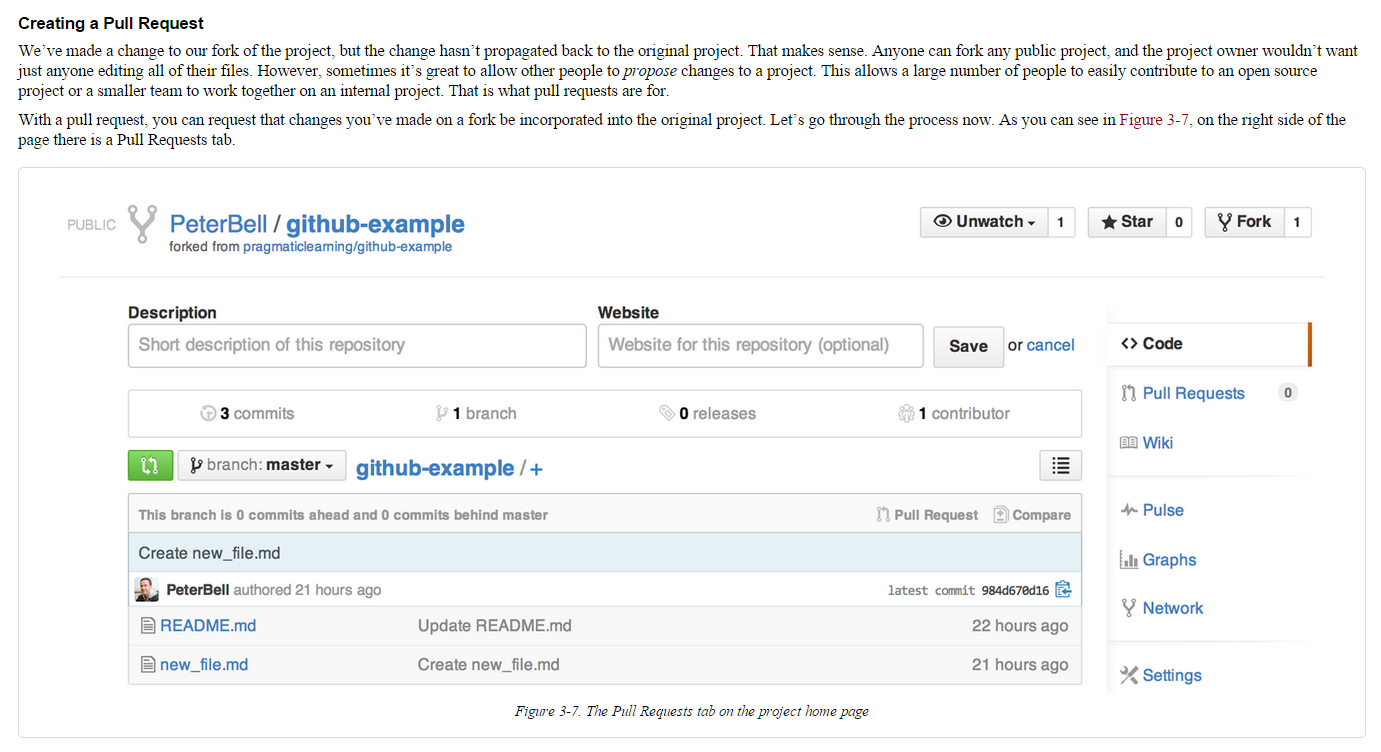 Creating a Pull Request
We’ve made a change to our fork of the project, but the change hasn’t propagated back to the original project. That makes sense. Anyone can fork any public project, and the project owner wouldn’t want
just anyone editing all of their files. However, sometimes it’s great to allow other people to propose changes to a project. This allows a large number of people to easily contribute to an open source
project or a smaller team to work together on an internal project. That is what pull requests are for.
With a pull request, you can request that changes you’ve made on a fork be incorporated into the original project. Let’s go through the process now. As you can see in Figure 3-7, on the right side of the
page there is a Pull Requests tab.
PUBLIC PeterBell / github-example Unwatch 1 Star 0 Fork 1
forked from pragmaticlearning/github-example
Description Website
Short description of this repository Website for this repository (optional) Save or cancel
Code
Pull Requests 0
Wiki
3 commits 1 branch 0 releases 1 contributor
branch: master github-example / +
This branch is 0 commits ahead and 0 commits behind master Pull Request Compare
Create new_file.md
PeterBell authored 21 hours ago latest commit 984d670d16
README.md Update README.md 22 hours ago
new_file.md Create new_file.md 21 hours ago
Pulse
Graphs
Network
Settings
Figure 3-7. The Pull Requests tab on the project home page